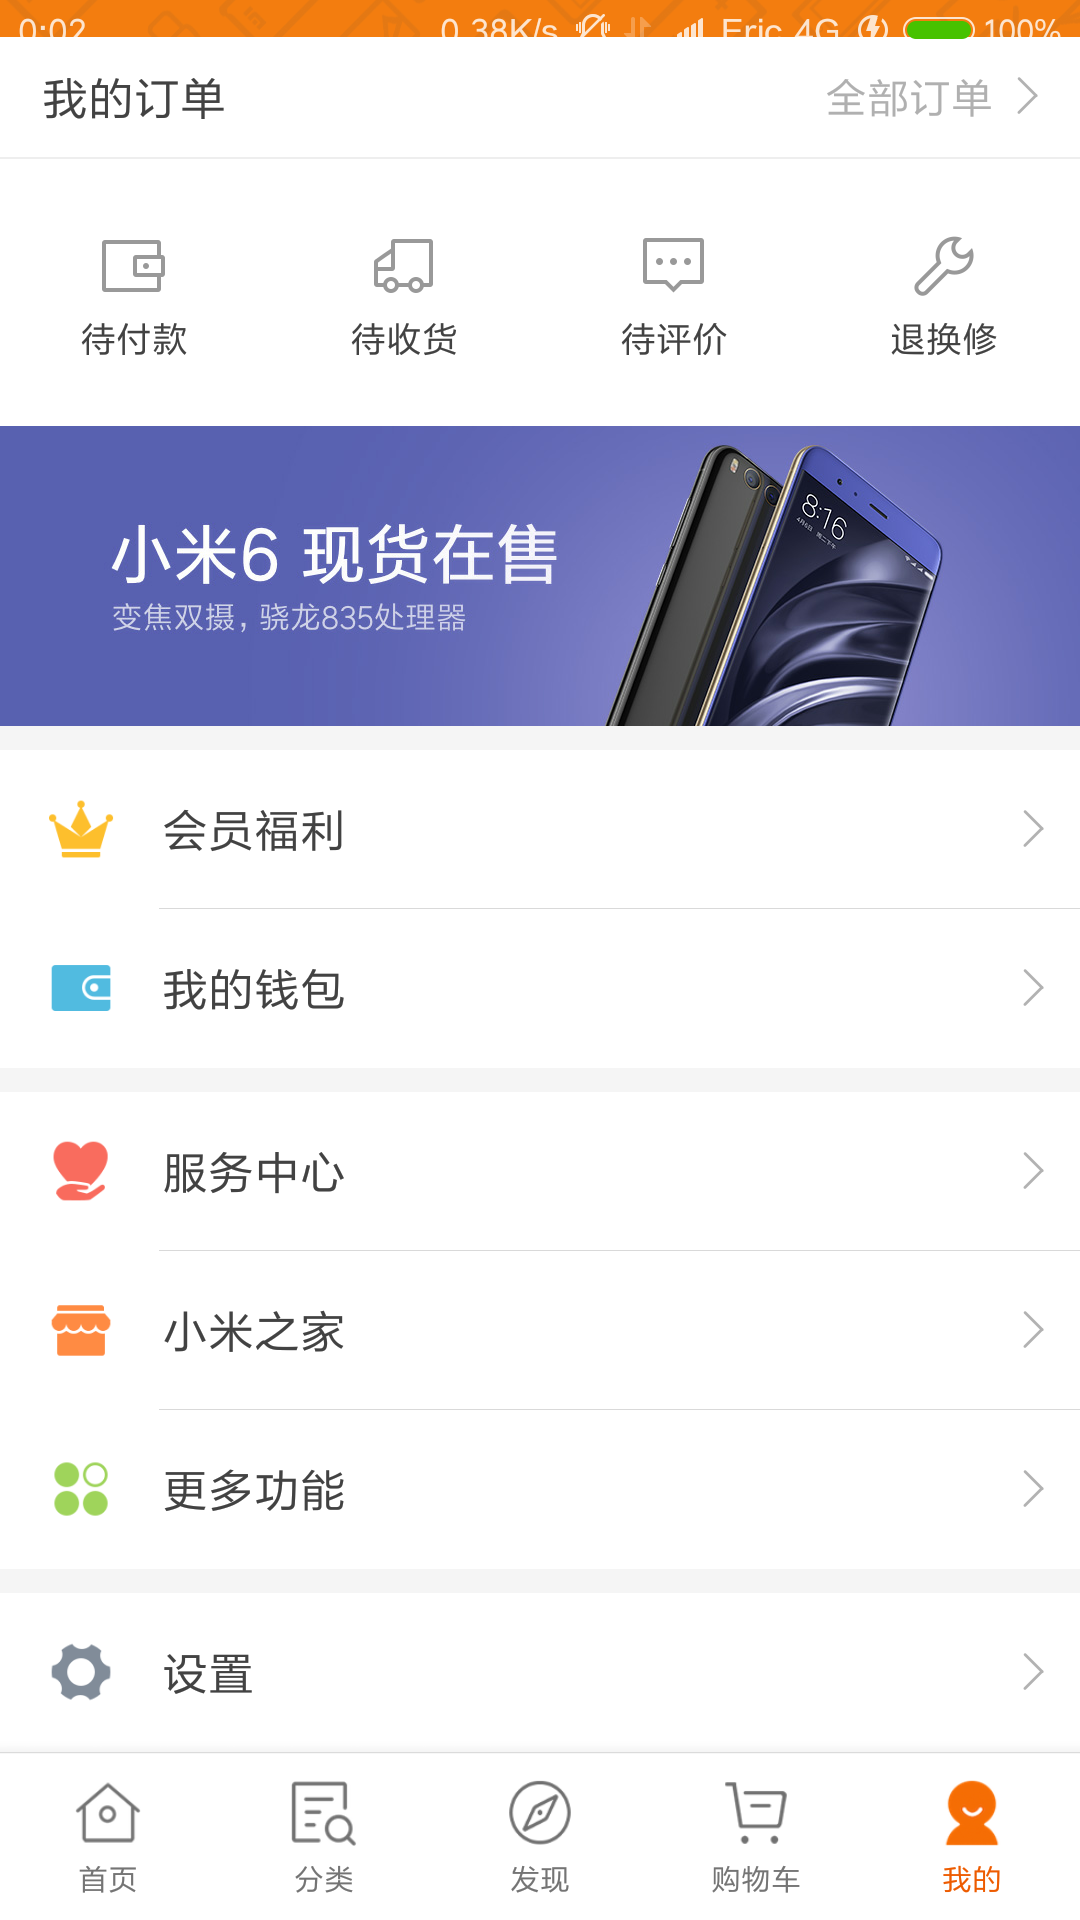 0:02 0.38K/s Eric 4G 100%
我的订单 全部订单
待付款 待收货 待评价 退换修
小米6 现货在售
变焦双摄，骁龙835处理器
8:16
会员福利
我的钱包
服务中心
小米之家
更多功能
设置
首页 分类 发现 购物车 我的